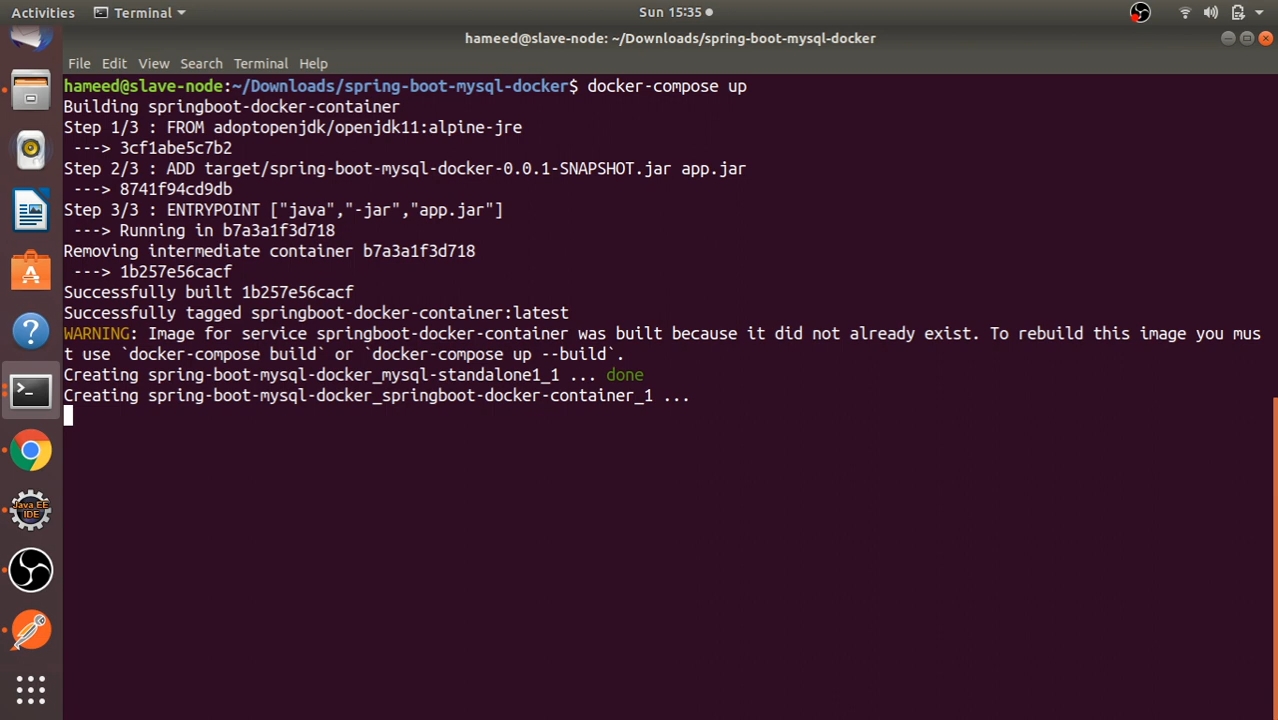 Activities Terminal Sun 15:35
hameed@slave-node: ~/Downloads/spring-boot-mysql-docker
File Edit View Search Terminal Help
hameed@slave-node:~/Downloads/spring-boot-mysql-docker$ docker-compose up
Building springboot-docker-container
Step 1/3 : FROM adoptopenjdk/openjdk11:alpine-jre
 ---> 3cf1abe5c7b2
Step 2/3 : ADD target/spring-boot-mysql-docker-0.0.1-SNAPSHOT.jar app.jar
 ---> 8741f94cd9db
Step 3/3 : ENTRYPOINT ["java","-jar","app.jar"]
 ---> Running in b7a3a1f3d718
Removing intermediate container b7a3a1f3d718
 ---> 1b257e56cacf
Successfully built 1b257e56cacf
Successfully tagged springboot-docker-container:latest
WARNING: Image for service springboot-docker-container was built because it did not already exist. To rebuild this image you mus
t use `docker-compose build` or `docker-compose up --build`.
Creating spring-boot-mysql-docker_mysql-standalone1_1 ... done
Creating spring-boot-mysql-docker_springboot-docker-container_1 ...
Java EE
IDE